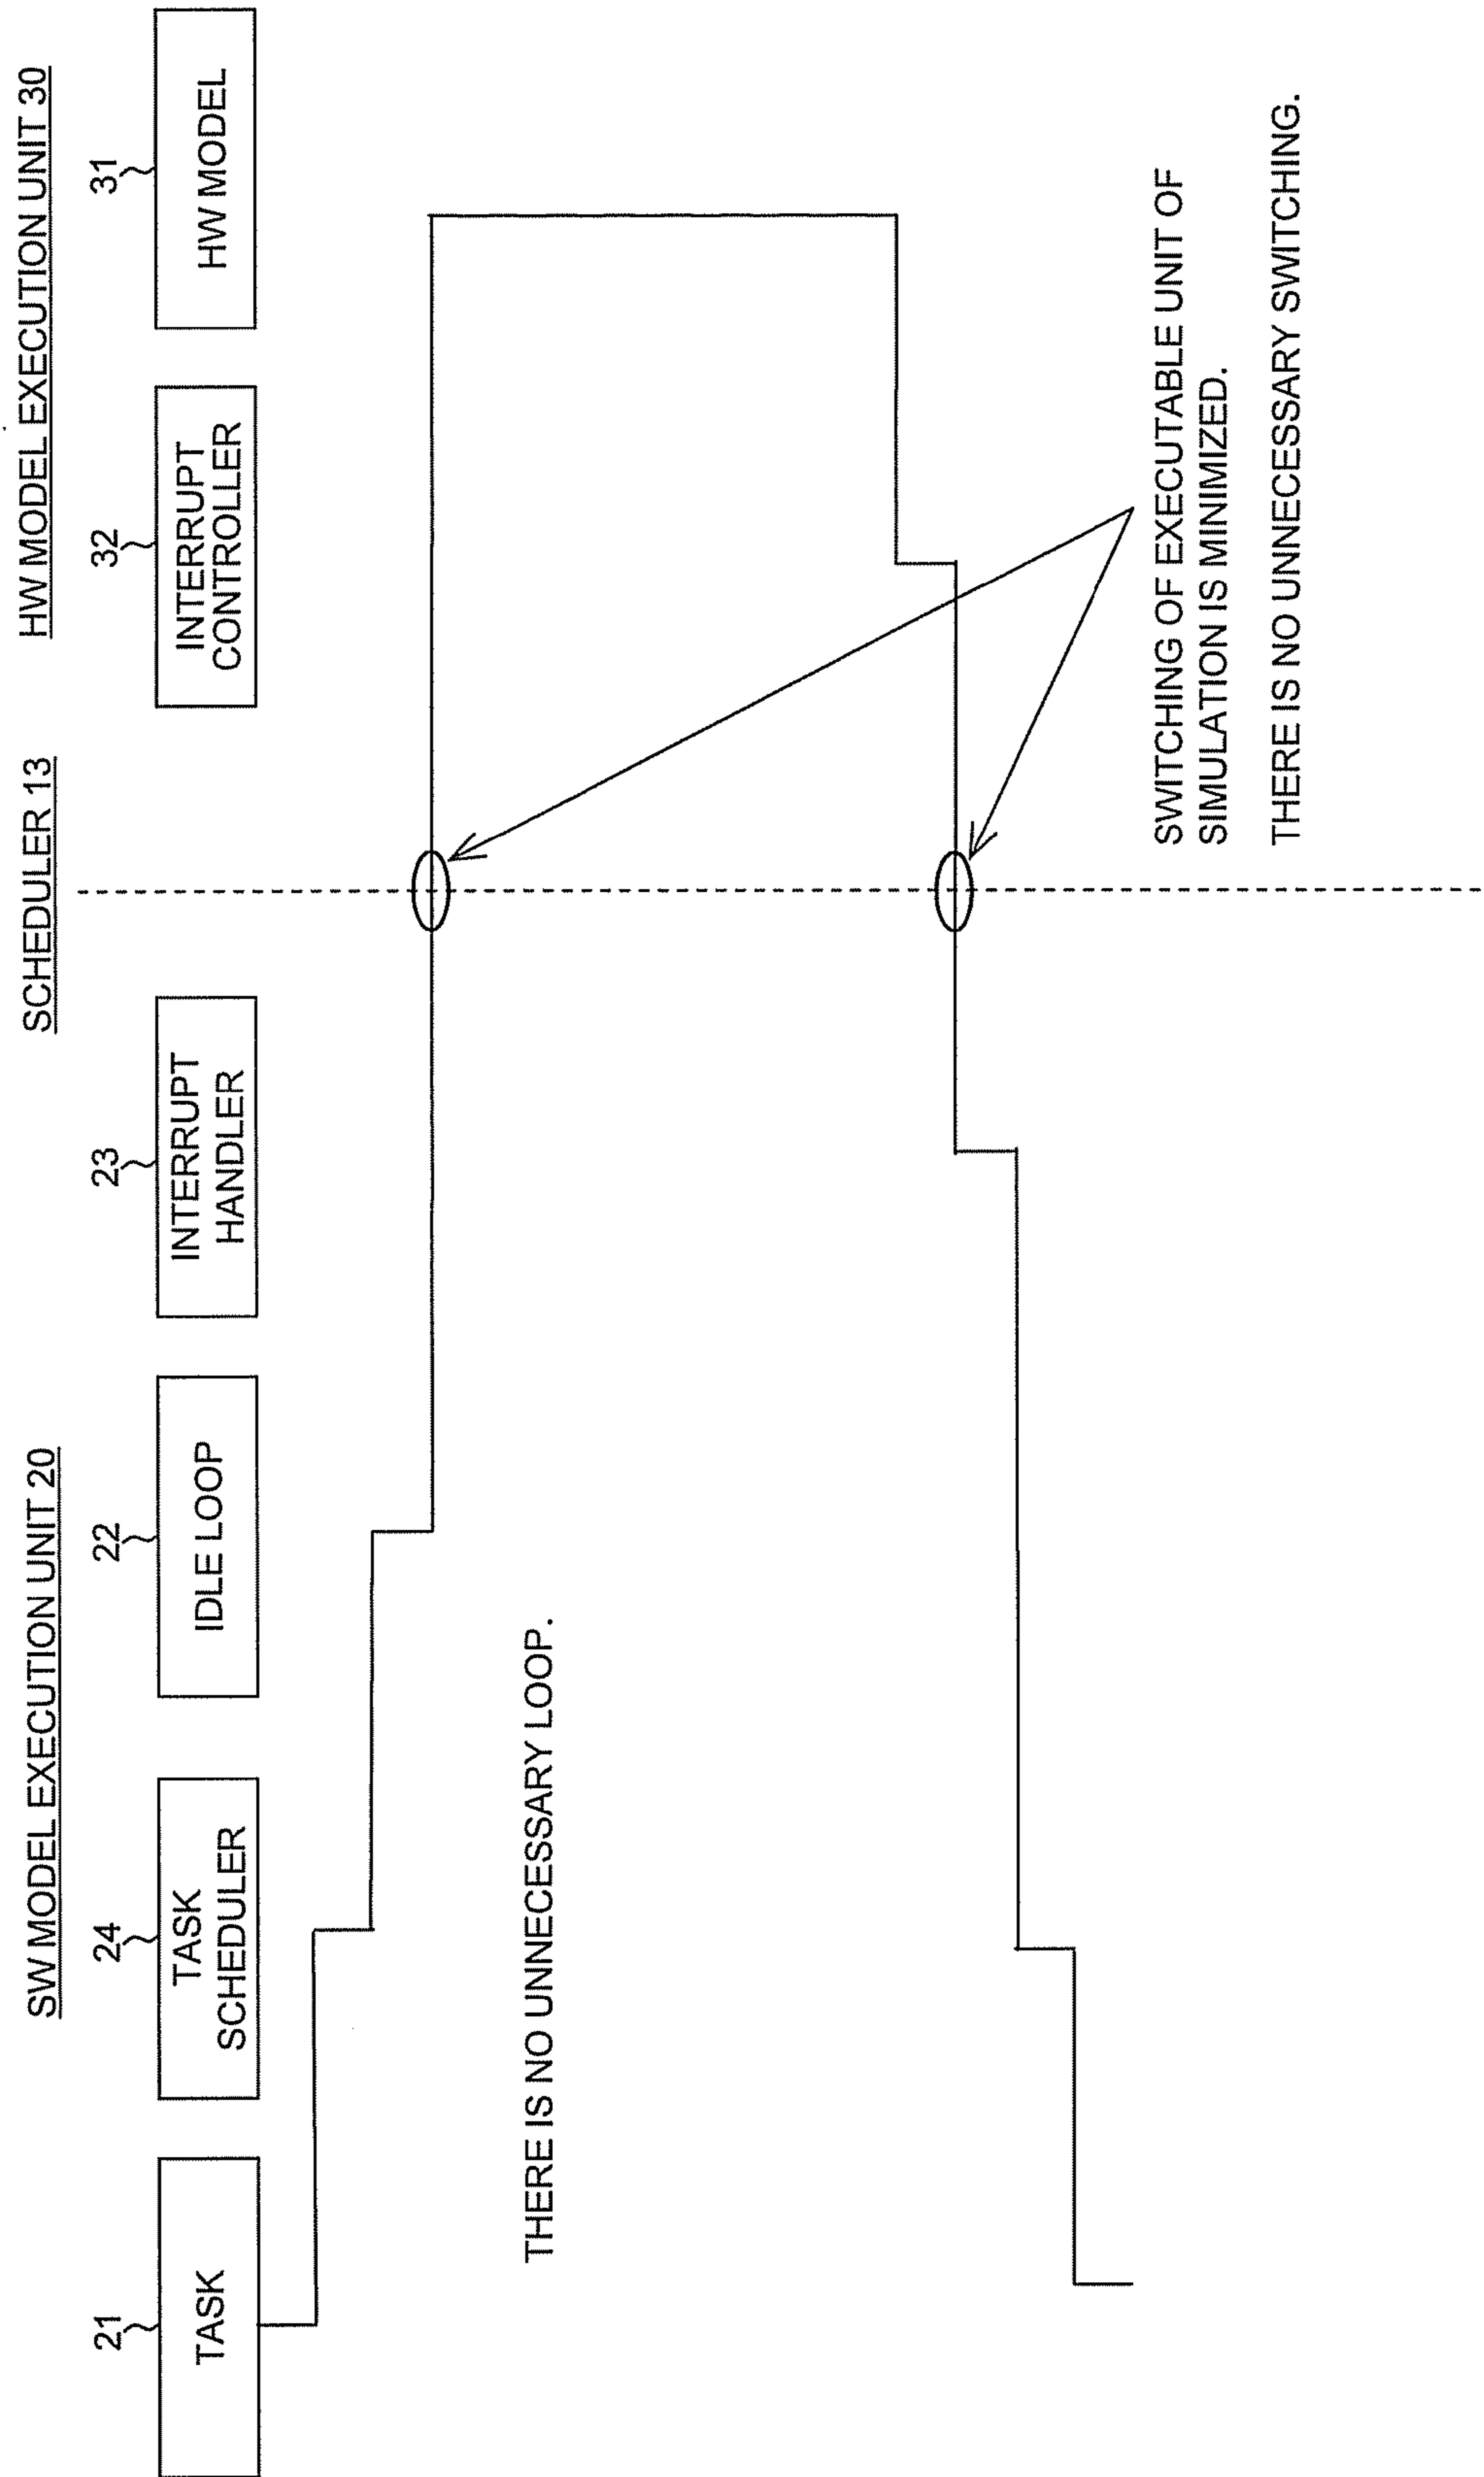 SW MODEL EXECUTION UNIT 20
SCHEDULER 13
HW MODEL EXECUTION UNIT 30
21
24
22
23
32
31
TASK
TASK
SCHEDULER
IDLE LOOP
INTERRUPT
HANDLER
INTERRUPT
CONTROLLER
HW MODEL
THERE IS NO UNNECESSARY LOOP.
SWITCHING OF EXECUTABLE UNIT OF
SIMULATION IS MINIMIZED.
THERE IS NO UNNECESSARY SWITCHING.